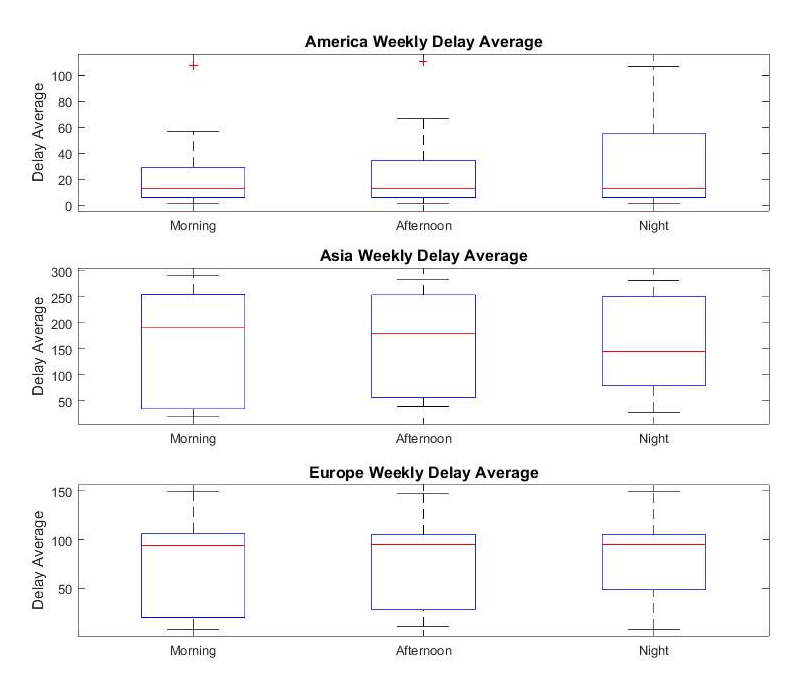 America Weekly Delay Average
Delay Average
100
80
60
40
20
0
Morning Afternoon Night
Asia Weekly Delay Average
Delay Average
300
250
200
150
100
50
Morning Afternoon Night
Europe Weekly Delay Average
Delay Average
150
100
50
Morning Afternoon Night